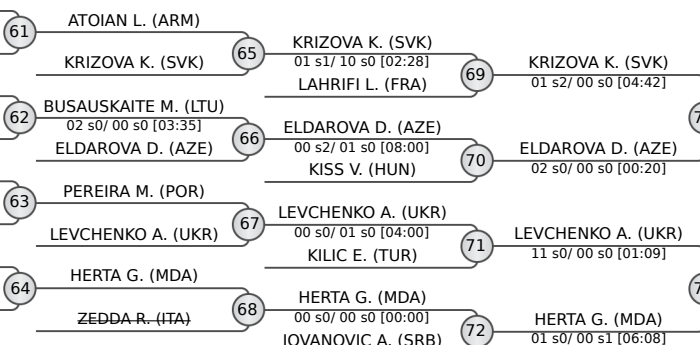 61
ATOIAN L. (ARM)
KRIZOVA K. (SVK)
65
KRIZOVA K. (SVK)
01 s1/ 10 s0 [02:28]
LAHRIFI L. (FRA)
69
KRIZOVA K. (SVK)
01 s2/ 00 s0 [04:42]
62
BUSAUSKAITE M. (LTU)
02 s0/ 00 s0 [03:35]
ELDAROVA D. (AZE)
66
ELDAROVA D. (AZE)
00 s2/ 01 s0 [08:00]
KISS V. (HUN)
70
ELDAROVA D. (AZE)
02 s0/ 00 s0 [00:20]
63
PEREIRA M. (POR)
LEVCHENKO A. (UKR)
67
LEVCHENKO A. (UKR)
00 s0/ 01 s0 [04:00]
KILIC E. (TUR)
71
LEVCHENKO A. (UKR)
11 s0/ 00 s0 [01:09]
64
HERTA G. (MDA)
ZEDDA R. (ITA)
68
HERTA G. (MDA)
00 s0/ 00 s0 [00:00]
JOVANOVIC A. (SRB)
72
HERTA G. (MDA)
01 s0/ 00 s1 [06:08]